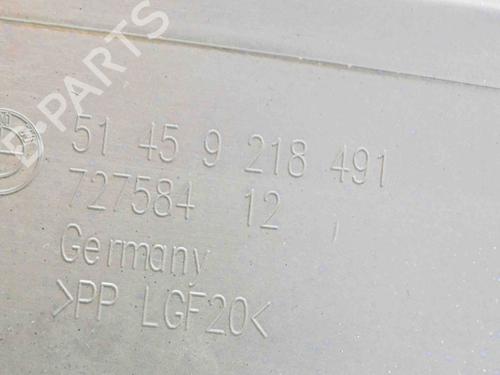 B-PARTS
51 45 9 218 491
727584 12
Germany
>PP LGF20<